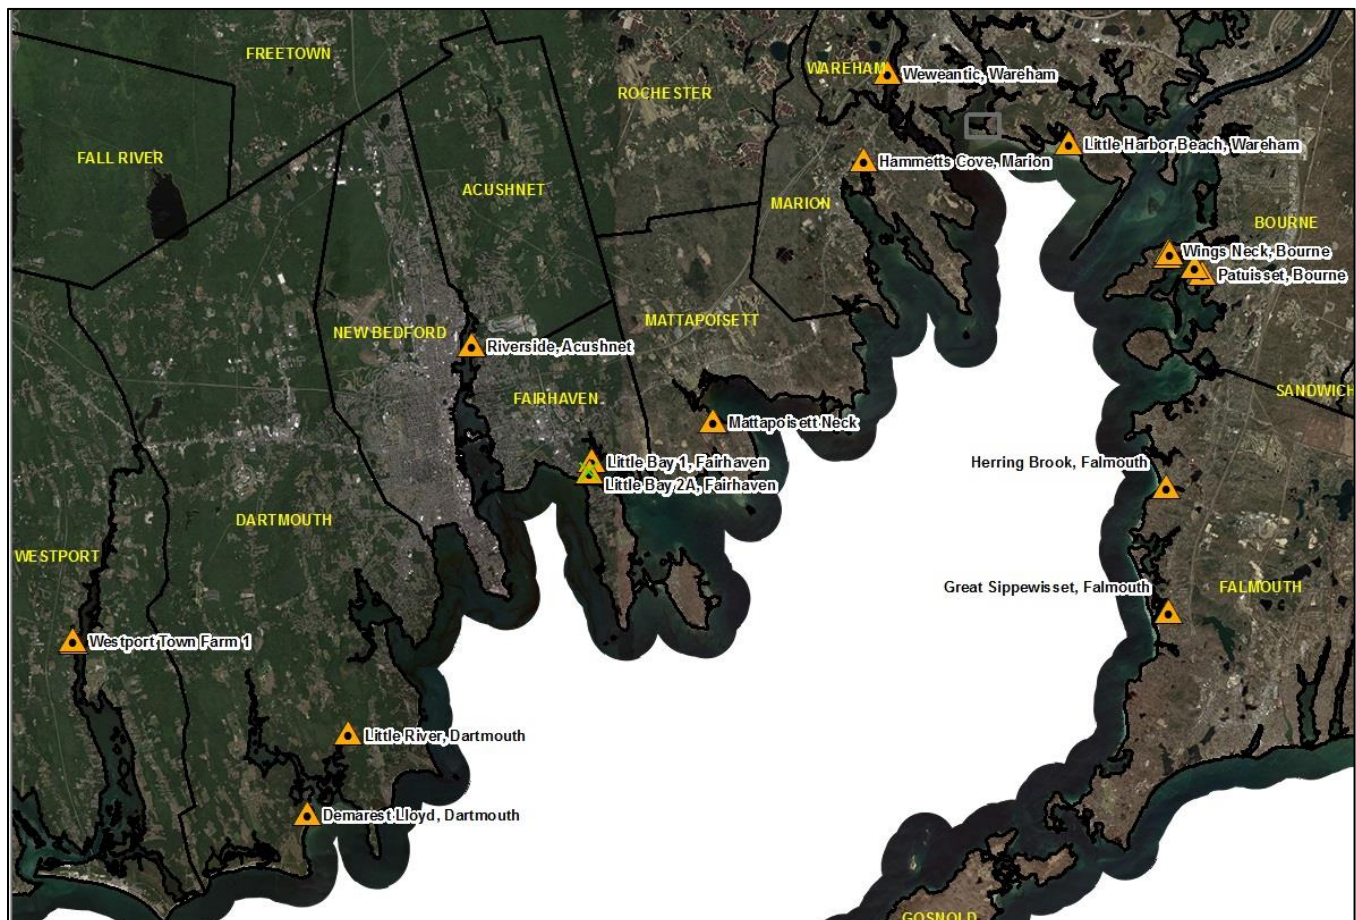 FREETOWN
WAREHAM
Weweantic, Wareham
ROCHESTER
FALL RIVER
Little Harbor Beach, Wareham
Hammetts Cove, Marion
ACUSHNET
MARION
BOURNE
Wings Neck, Bourne
Patuisset, Bourne
MATTAPOISETT
NEW BEDFORD
Riverside, Acushnet
SANDWICH
FAIRHAVEN
Mattapoisett Neck
Little Bay 1, Fairhaven
Herring Brook, Falmouth
Little Bay 2A, Fairhaven
DARTMOUTH
WESTPORT
Great Sippewisset, Falmouth
FALMOUTH
Westport Town Farm 1
Little River, Dartmouth
Demarest Lloyd, Dartmouth
GOSNOLD